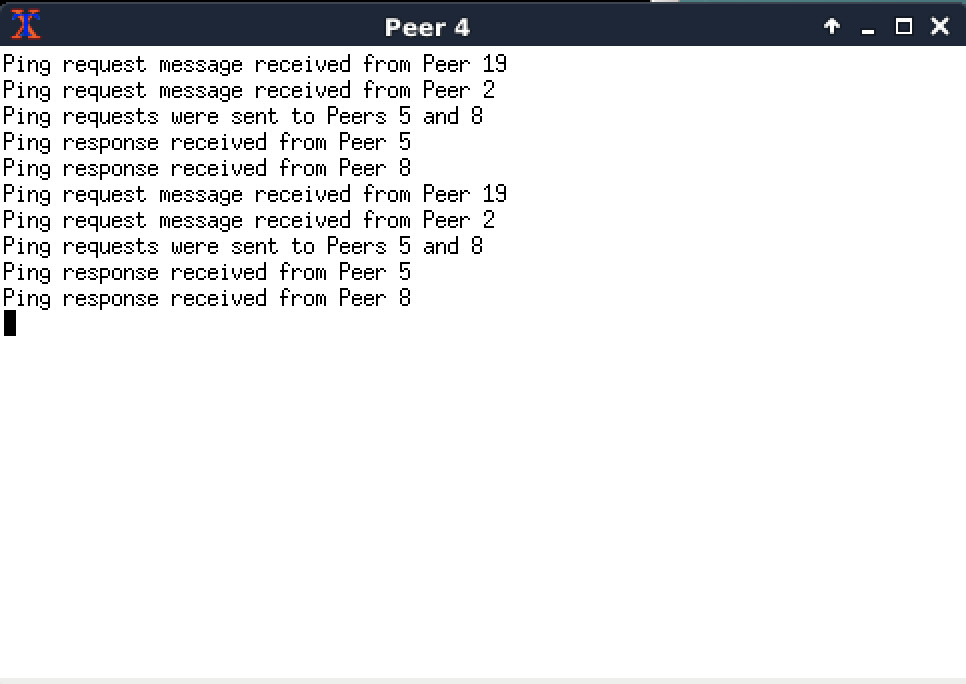 Peer 4
Ping request message received from Peer 19
Ping request message received from Peer 2
Ping requests were sent to Peers 5 and 8
Ping response received from Peer 5
Ping response received from Peer 8
Ping request message received from Peer 19
Ping request message received from Peer 2
Ping requests were sent to Peers 5 and 8
Ping response received from Peer 5
Ping response received from Peer 8